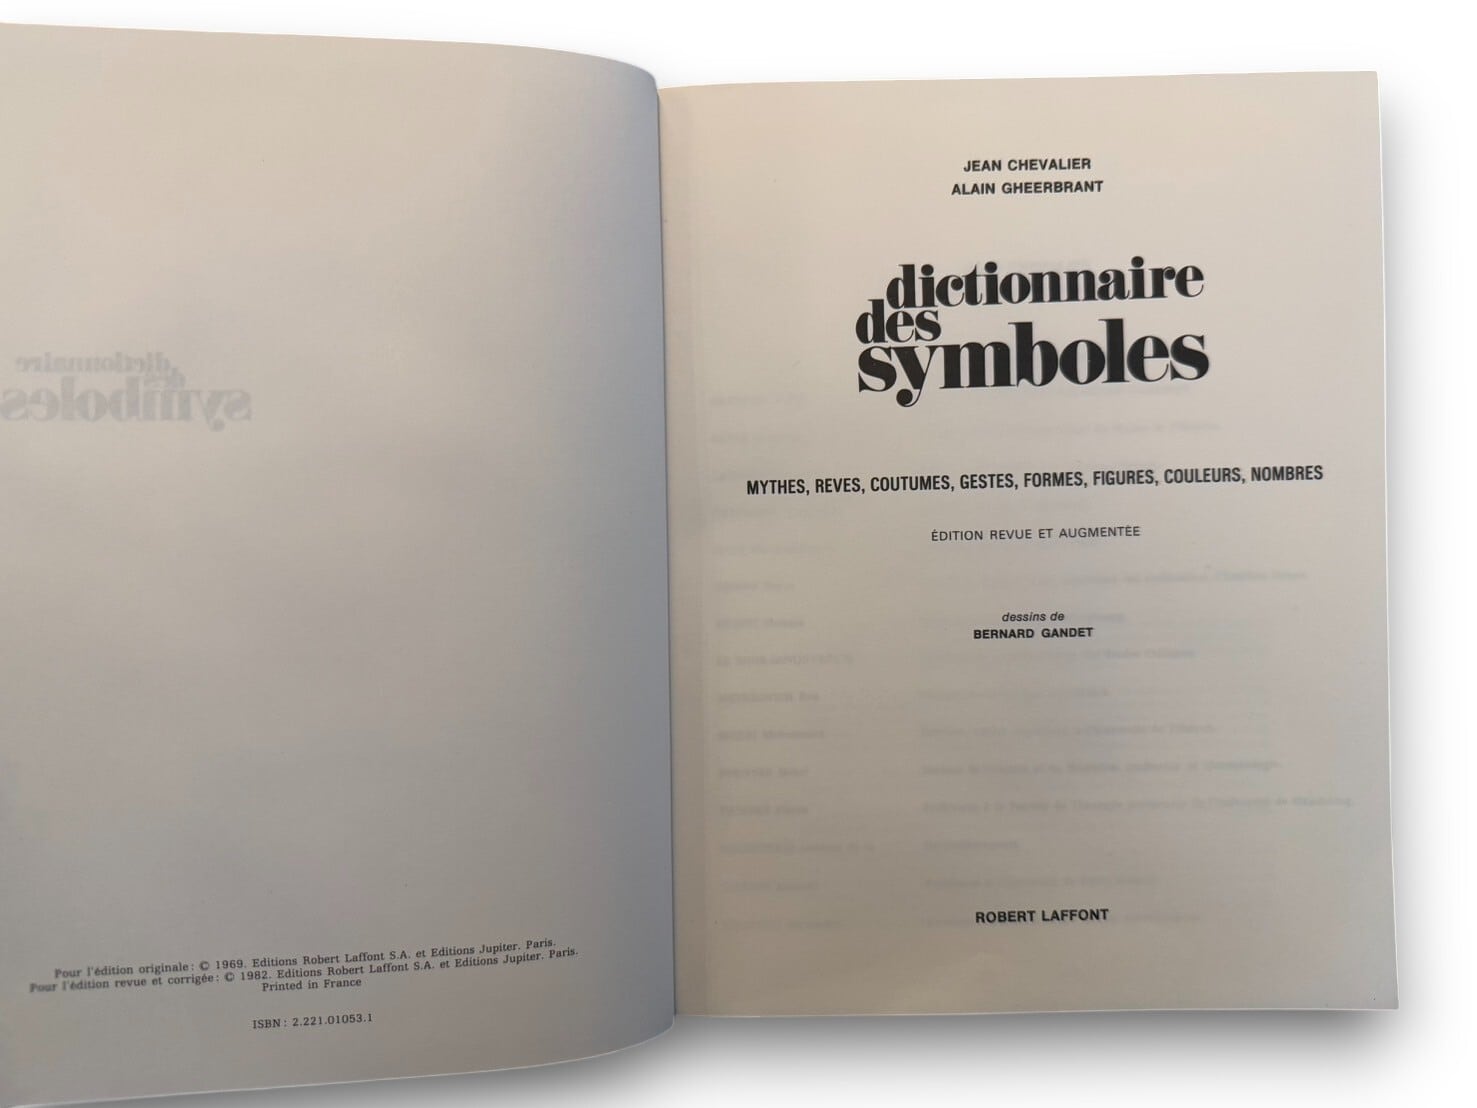 Pour l'édition originale : © 1969. Editions Robert Laffont S.A. et Editions Jupiter. Paris.
Pour l'édition revue et corrigée : © 1982. Editions Robert Laffont S.A. et Editions Jupiter. Paris.
Printed in France
ISBN : 2.221.01053.1
JEAN CHEVALIER
ALAIN GHEERBRANT
dictionnaire
des
symboles
MYTHES, REVES, COUTUMES, GESTES, FORMES, FIGURES, COULEURS, NOMBRES
ÉDITION REVUE ET AUGMENTÉE
dessins de
BERNARD GANDET
ROBERT LAFFONT